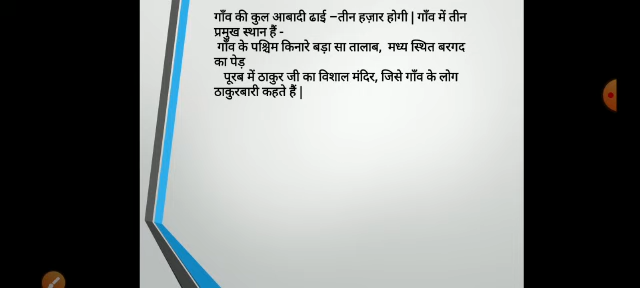 गाँव की कुल आबादी ढाई –तीन हज़ार होगी | गाँव में तीन
प्रमुख स्थान हैं -
गाँव के पश्चिम किनारे बड़ा सा तालाब, मध्य स्थित बरगद
का पेड़
पूरब में ठाकुर जी का विशाल मंदिर, जिसे गाँव के लोग
ठाकुरबारी कहते हैं |